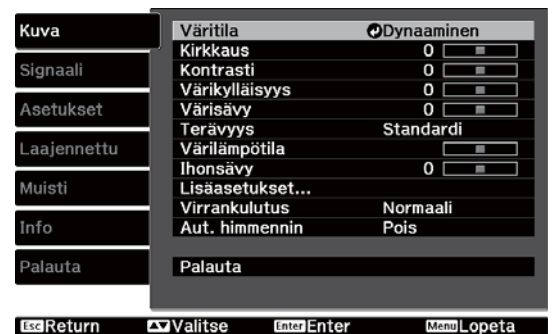 Kuva
Signaali
Asetukset
Laajennettu
Muisti
Info
Palauta
Väritila Dynaaminen
Kirkkaus 0
Kontrasti 0
Värikylläisyys 0
Värisävy 0
Terävyys Standardi
Värilämpötila
Ihonsävy 0
Lisäasetukset...
Virrankulutus Normaali
Aut. himmennin Pois
Palauta
Esc Return Valitse Enter Enter Menu Lopeta